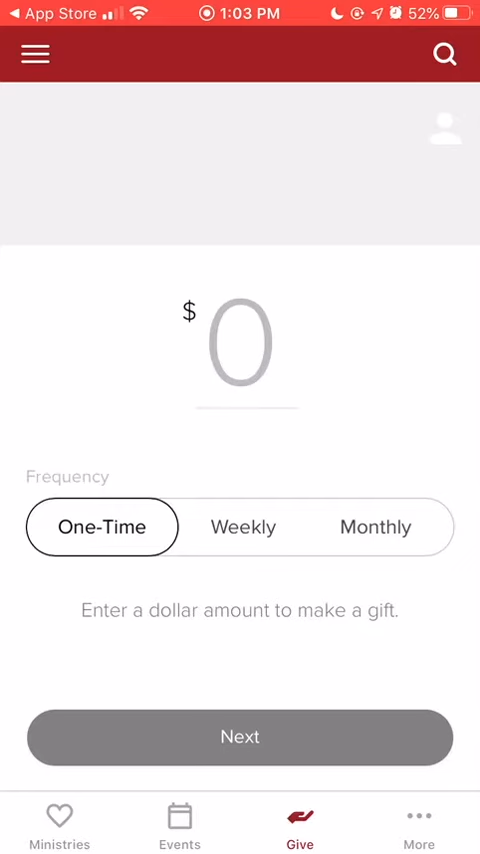 App Store 1:03 PM 52%
$ 0
Frequency
One-Time Weekly Monthly
Enter a dollar amount to make a gift.
Next
Ministries Events Give More